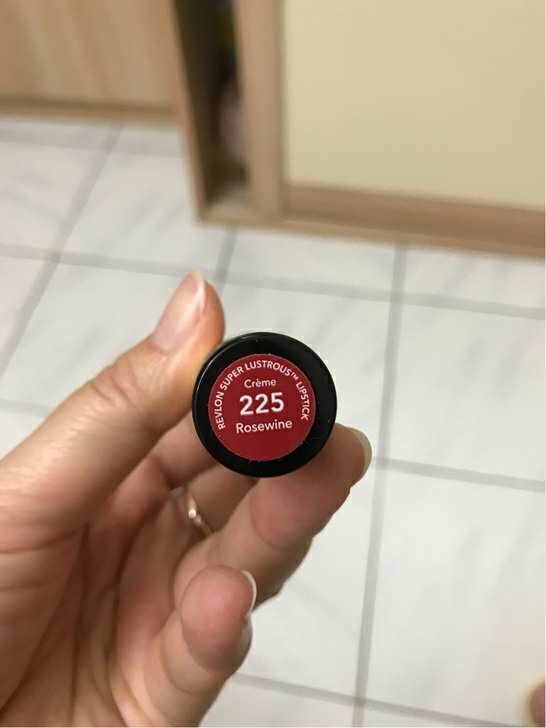 REVLON SUPER LUSTROUS™ LIPSTICK
Crème
225
Rosewine